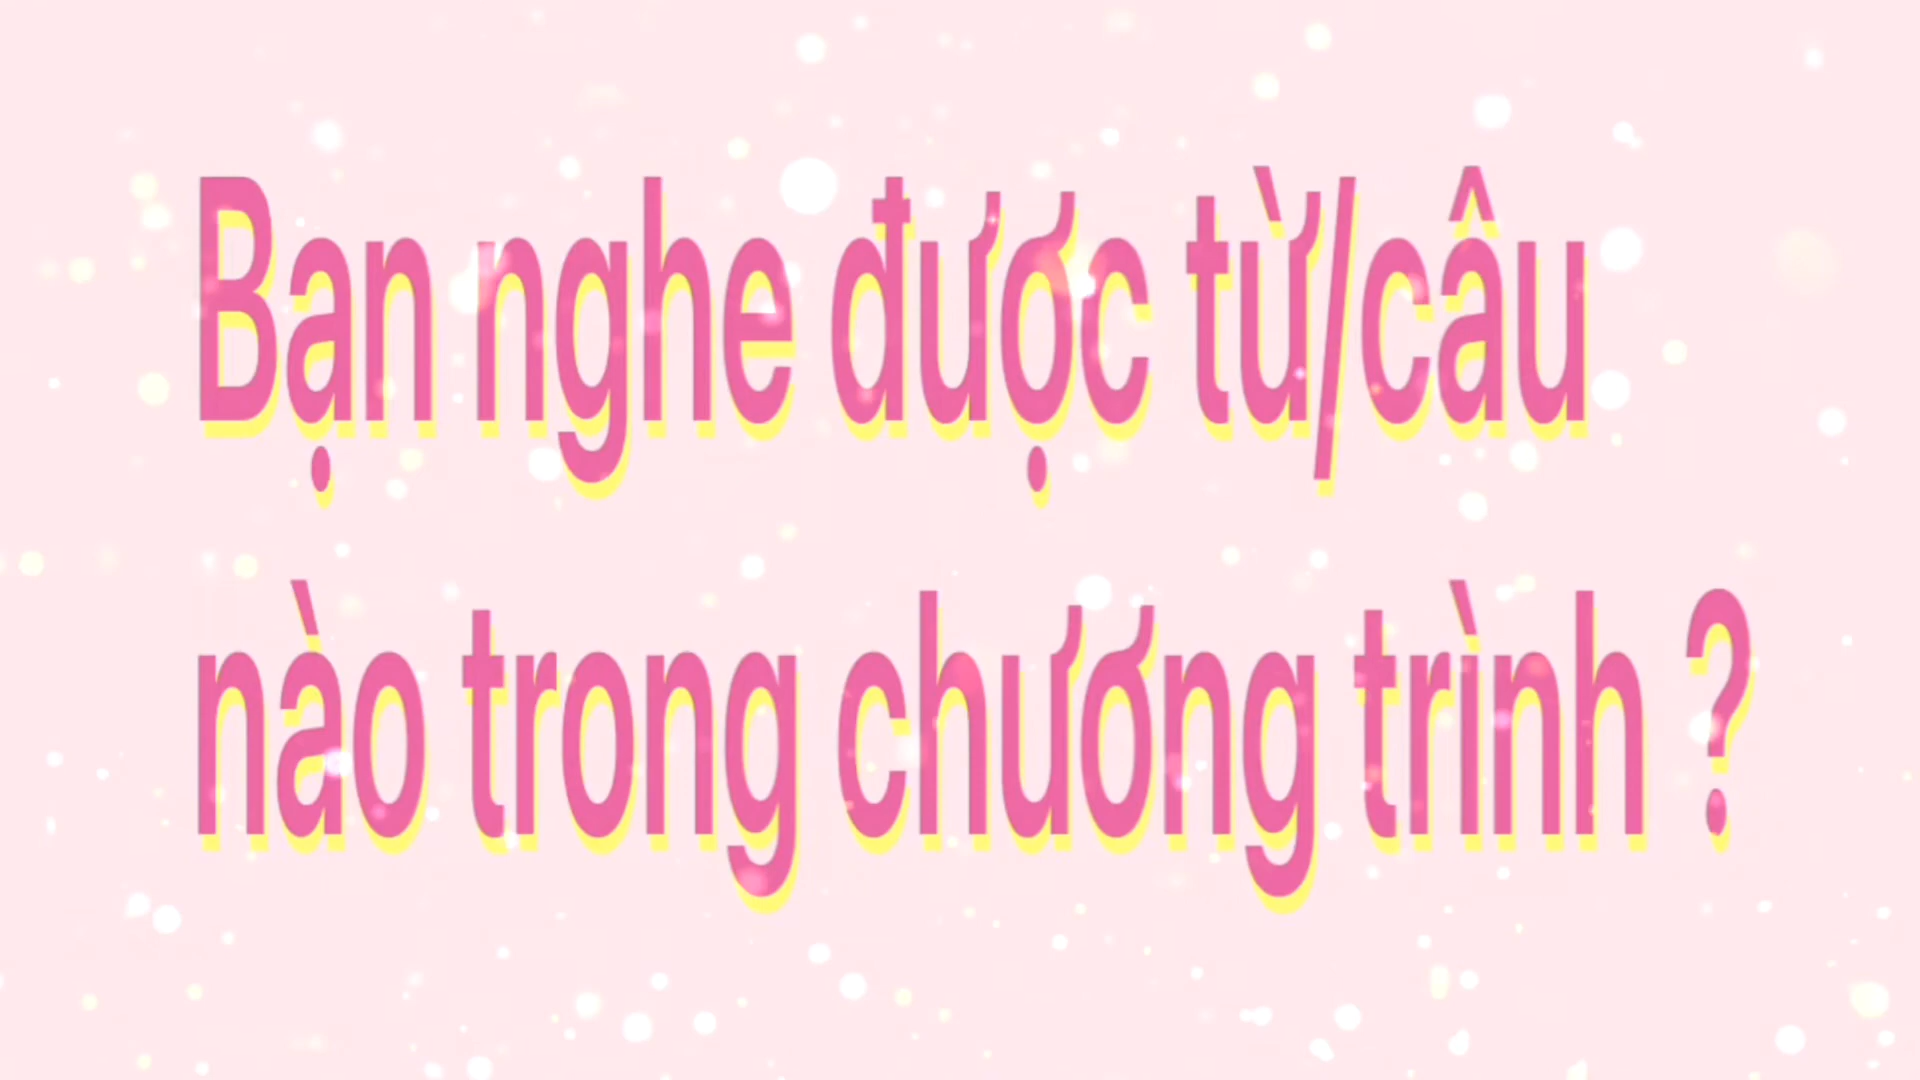 Bạn nghe được từ/câu
nào trong chương trình ?